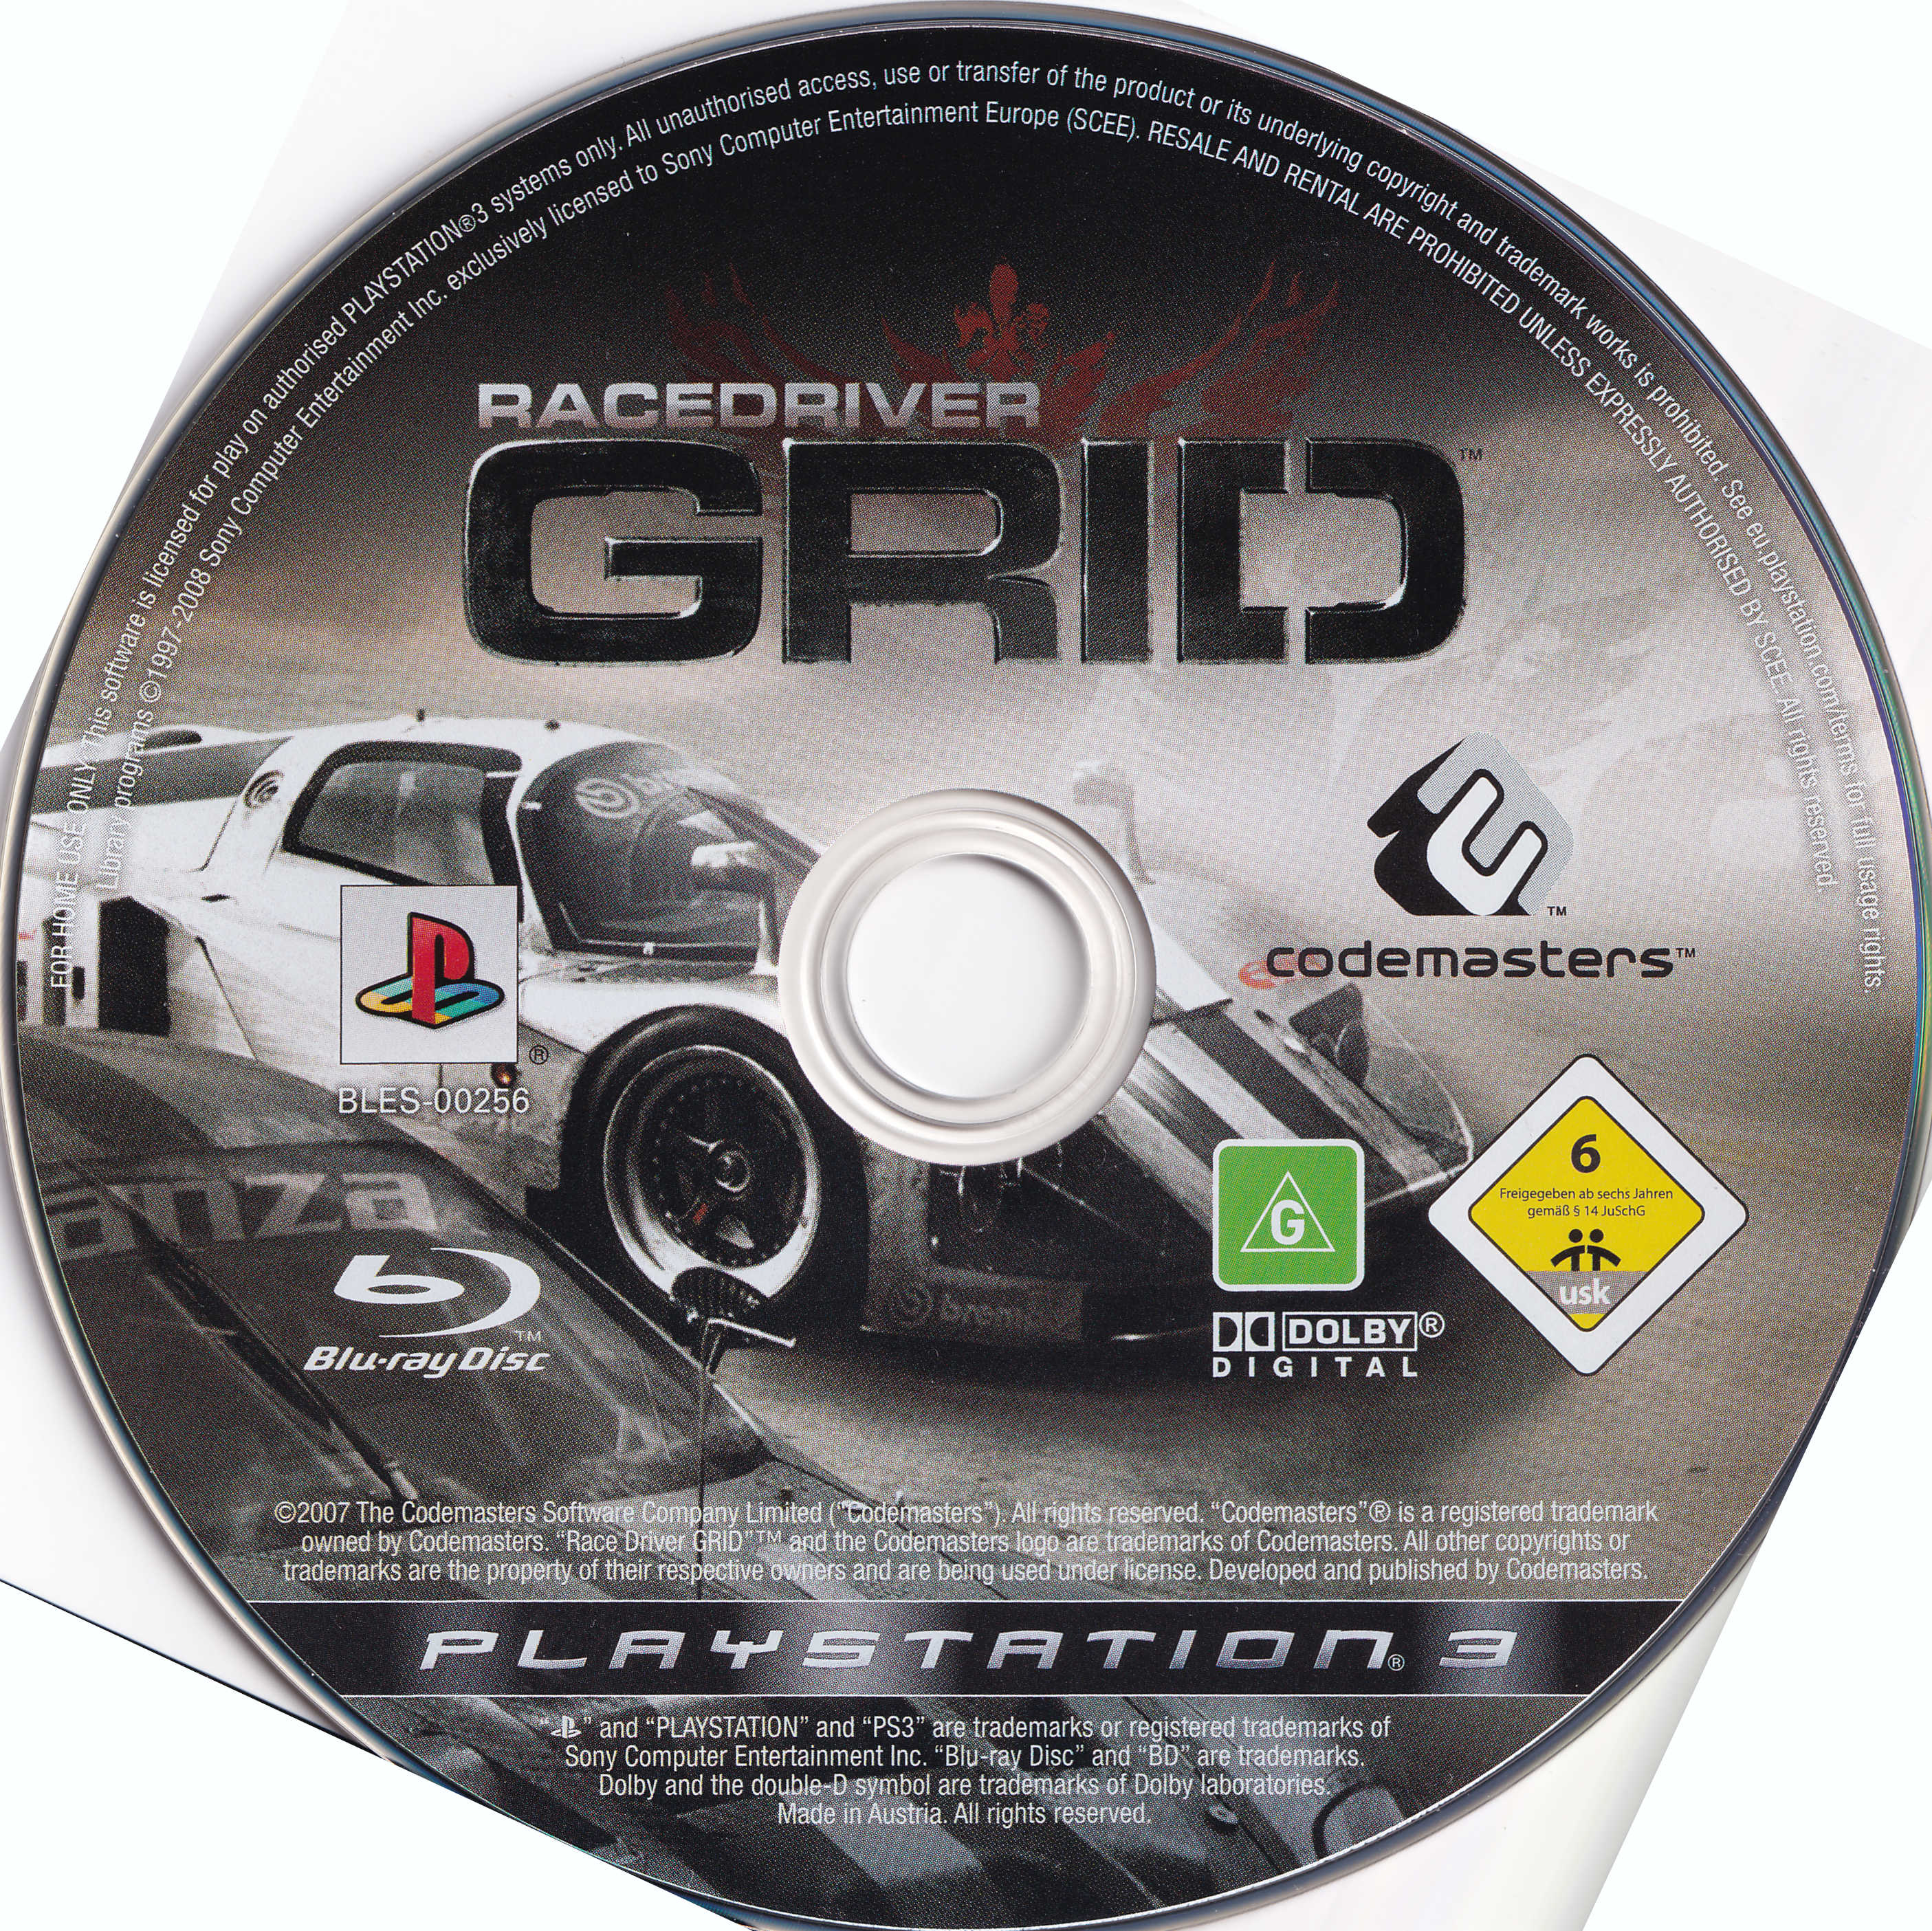 FOR HOME USE ONLY. This software is licensed for play on authorised PLAYSTATION®3 systems only. All unauthorised access, use or transfer of the product or its underlying copyright and trademark works is prohibited. See eu.playstation.com/terms for full usage rights.
Library programs ©1997-2008 Sony Computer Entertainment Inc. exclusively licensed to Sony Computer Entertainment Europe (SCEE). RESALE AND RENTAL ARE PROHIBITED UNLESS EXPRESSLY AUTHORISED BY SCEE. All rights reserved.
RACEDRIVER
GRID™
codemasters™
®
BLES-00256
anza
Blu-ray Disc™
G
DOLBY®
DIGITAL
6
Freigegeben ab sechs Jahren
gemäß § 14 JuSchG
usk
©2007 The Codemasters Software Company Limited (“Codemasters”). All rights reserved. “Codemasters”® is a registered trademark
owned by Codemasters. “Race Driver GRID”™ and the Codemasters logo are trademarks of Codemasters. All other copyrights or
trademarks are the property of their respective owners and are being used under license. Developed and published by Codemasters.
PLAYSTATION®3
“ ” and “PLAYSTATION” and “PS3” are trademarks or registered trademarks of
Sony Computer Entertainment Inc. “Blu-ray Disc” and “BD” are trademarks.
Dolby and the double-D symbol are trademarks of Dolby laboratories.
Made in Austria. All rights reserved.